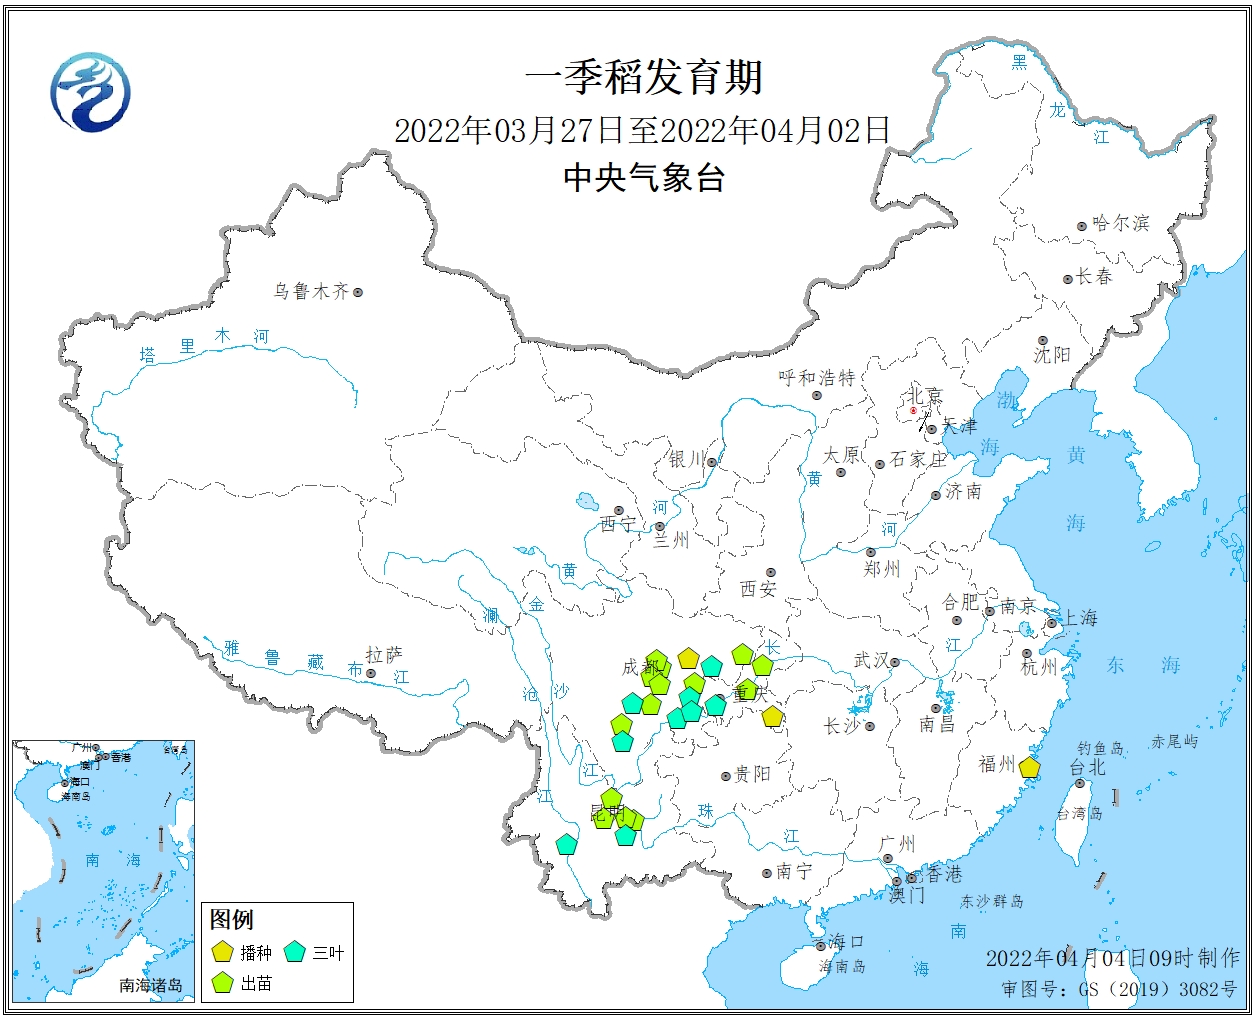 一季稻发育期
2022年03月27日至2022年04月02日
中央气象台
黑
龙
江
哈尔滨
长春
沈阳
乌鲁木齐
塔里木河
呼和浩特
北京
天津
渤
海
黄
海
银川
太原
石家庄
济南
黄
河
西宁
兰州
河
郑州
西安
黄
金
澜
沧
沙
江
江
合肥
南京
上海
杭州
江
长
武汉
东海
雅鲁藏布江
拉萨
成都
重庆
长沙
南昌
贵阳
福州
钓鱼岛
赤尾屿
台北
台湾岛
昆明
珠
江
广州
南宁
香港
澳门
东沙群岛
南
海
海口
海南岛
广州
香港
澳门
海口
海南岛
台湾岛
南海
南海诸岛
图例
播种
三叶
出苗
2022年04月04日09时制作
审图号：GS（2019）3082号